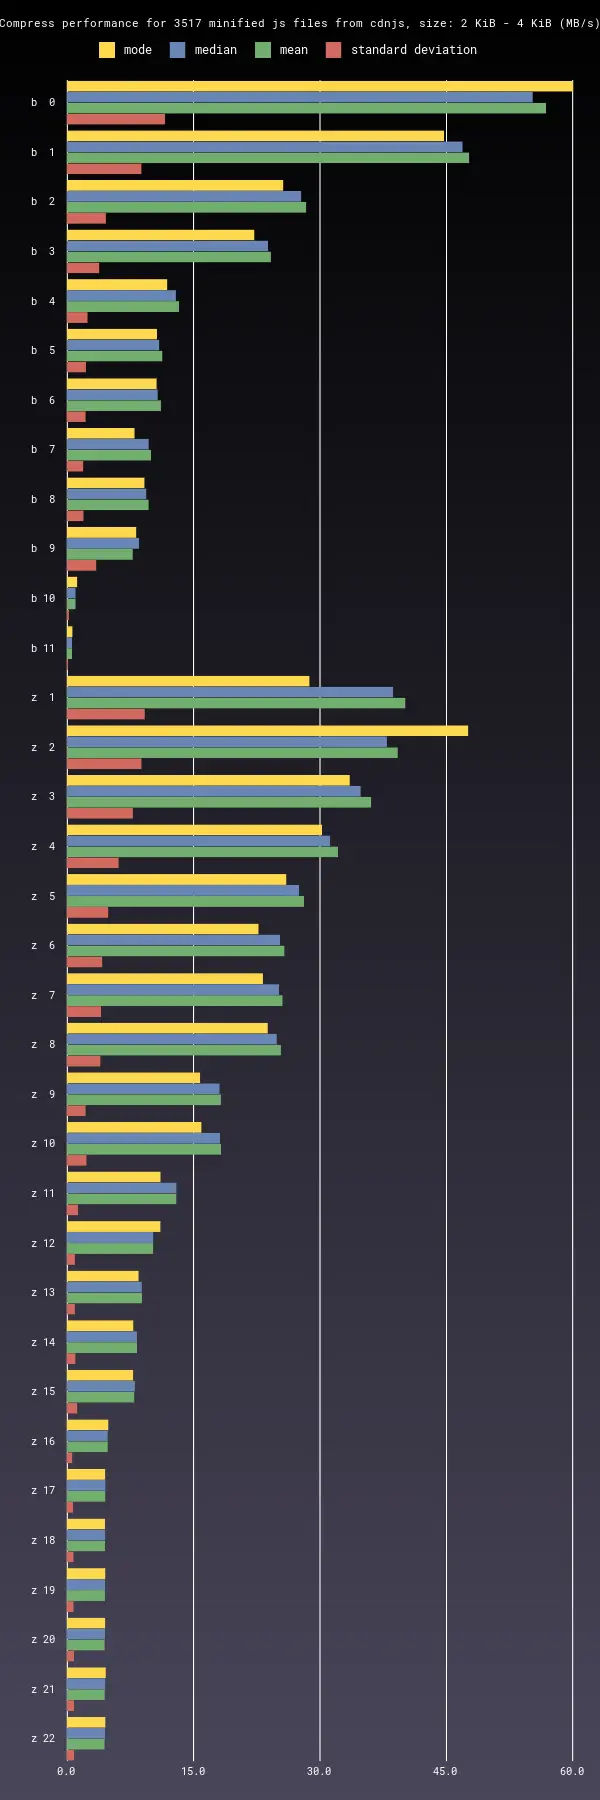 Compress performance for 3517 minified js files from cdnjs, size: 2 KiB - 4 KiB (MB/s)
mode median mean standard deviation
b 0
b 1
b 2
b 3
b 4
b 5
b 6
b 7
b 8
b 9
b 10
b 11
z 1
z 2
z 3
z 4
z 5
z 6
z 7
z 8
z 9
z 10
z 11
z 12
z 13
z 14
z 15
z 16
z 17
z 18
z 19
z 20
z 21
z 22
0.0 15.0 30.0 45.0 60.0